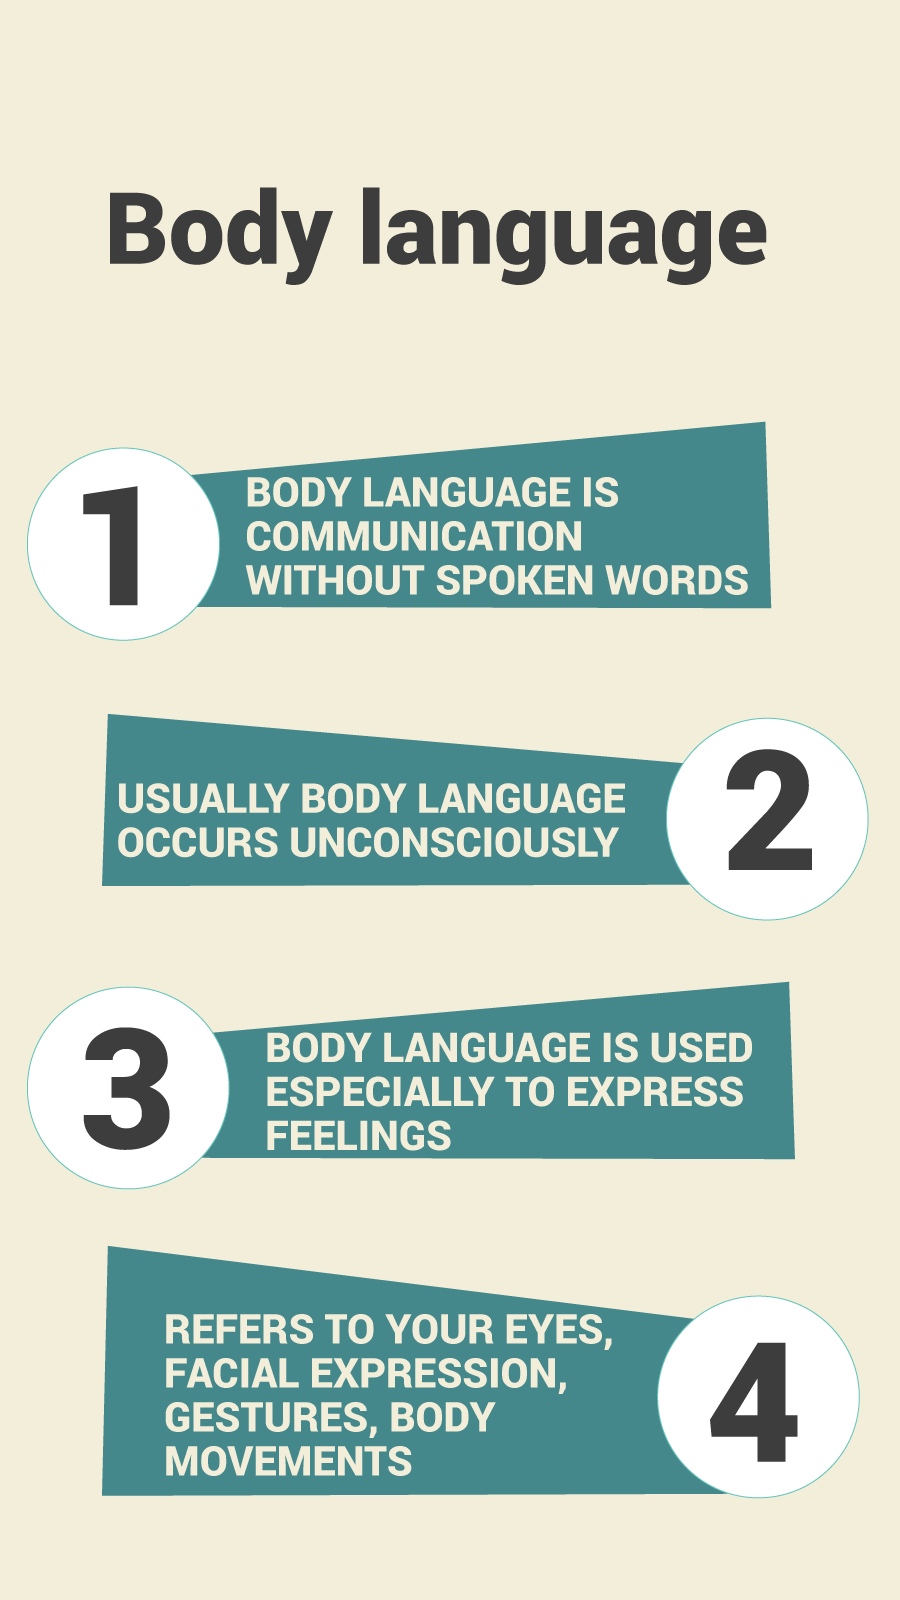 Body language
1
BODY LANGUAGE IS
COMMUNICATION
WITHOUT SPOKEN WORDS
USUALLY BODY LANGUAGE
OCCURS UNCONSCIOUSLY
2
3
BODY LANGUAGE IS USED
ESPECIALLY TO EXPRESS
FEELINGS
REFERS TO YOUR EYES,
FACIAL EXPRESSION,
GESTURES, BODY
MOVEMENTS
4